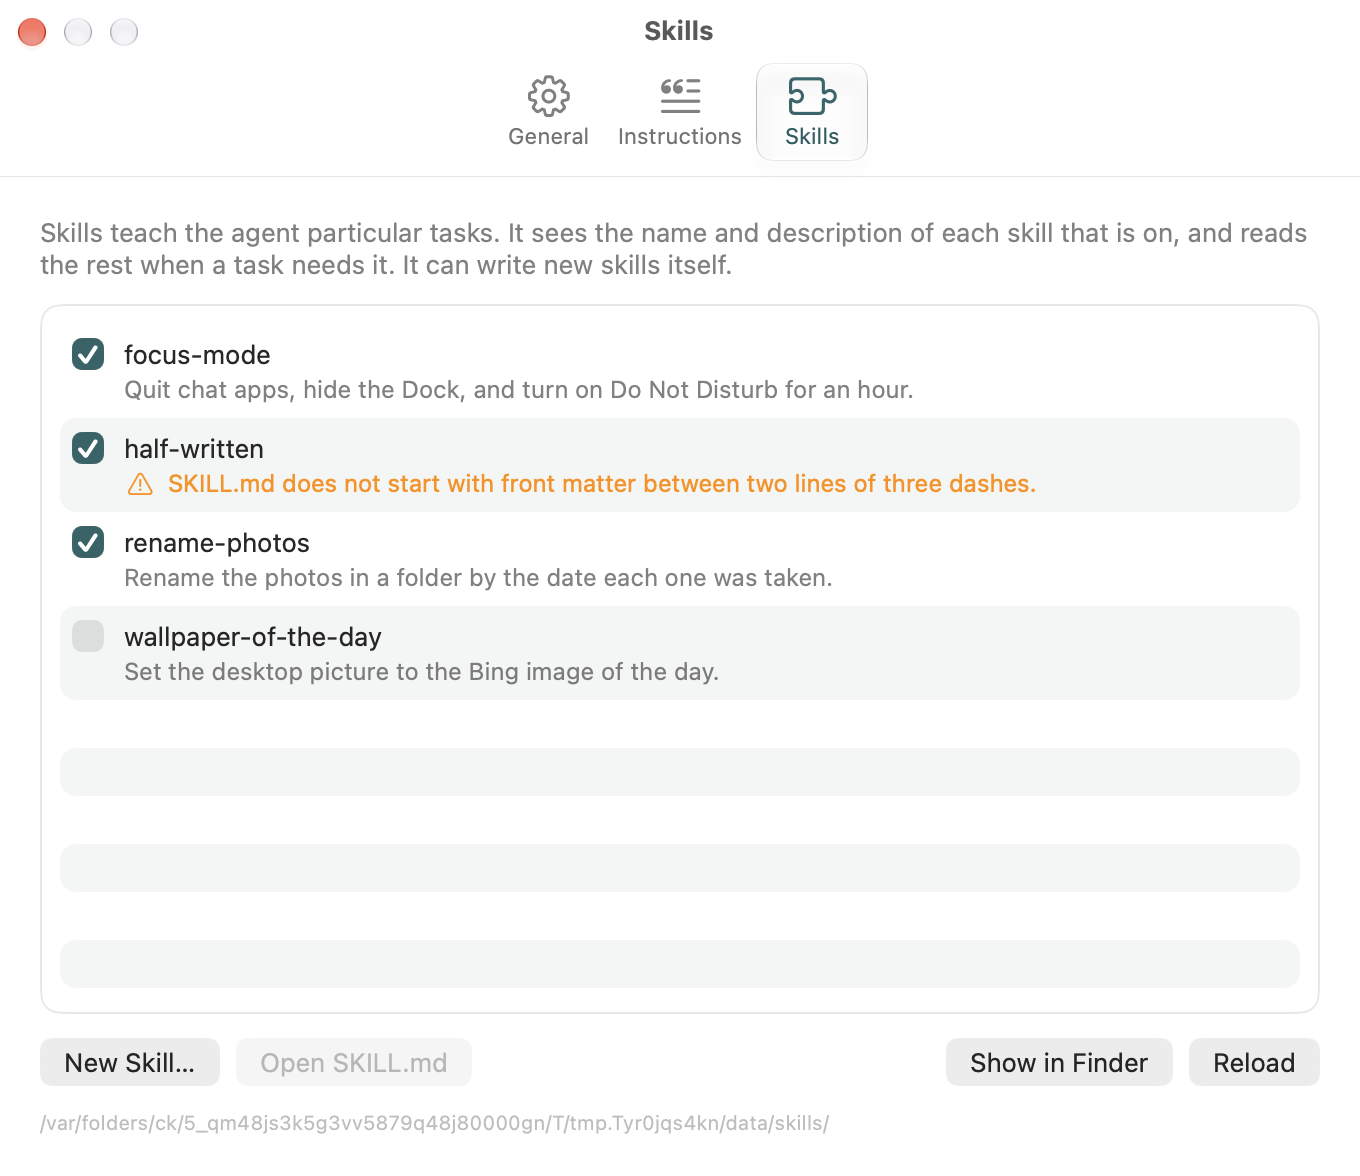 Skills
General
Instructions
Skills
Skills teach the agent particular tasks. It sees the name and description of each skill that is on, and reads
the rest when a task needs it. It can write new skills itself.
focus-mode
Quit chat apps, hide the Dock, and turn on Do Not Disturb for an hour.
half-written
SKILL.md does not start with front matter between two lines of three dashes.
rename-photos
Rename the photos in a folder by the date each one was taken.
wallpaper-of-the-day
Set the desktop picture to the Bing image of the day.
New Skill...
Open SKILL.md
Show in Finder
Reload
/var/folders/ck/5_qm48js3k5g3vv5879q48j80000gn/T/tmp.Tyr0jqs4kn/data/skills/